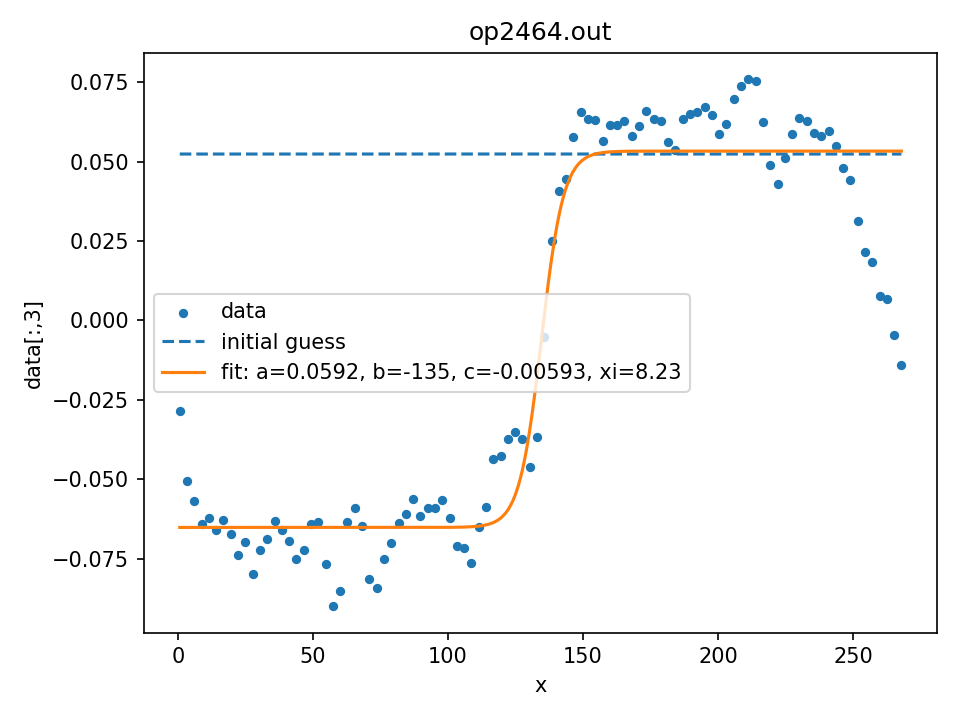 op2464.out
0.075
0.050
0.025
0.000
−0.025
−0.050
−0.075
data[:,3]
data
initial guess
fit: a=0.0592, b=-135, c=-0.00593, xi=8.23
0 50 100 150 200 250
x